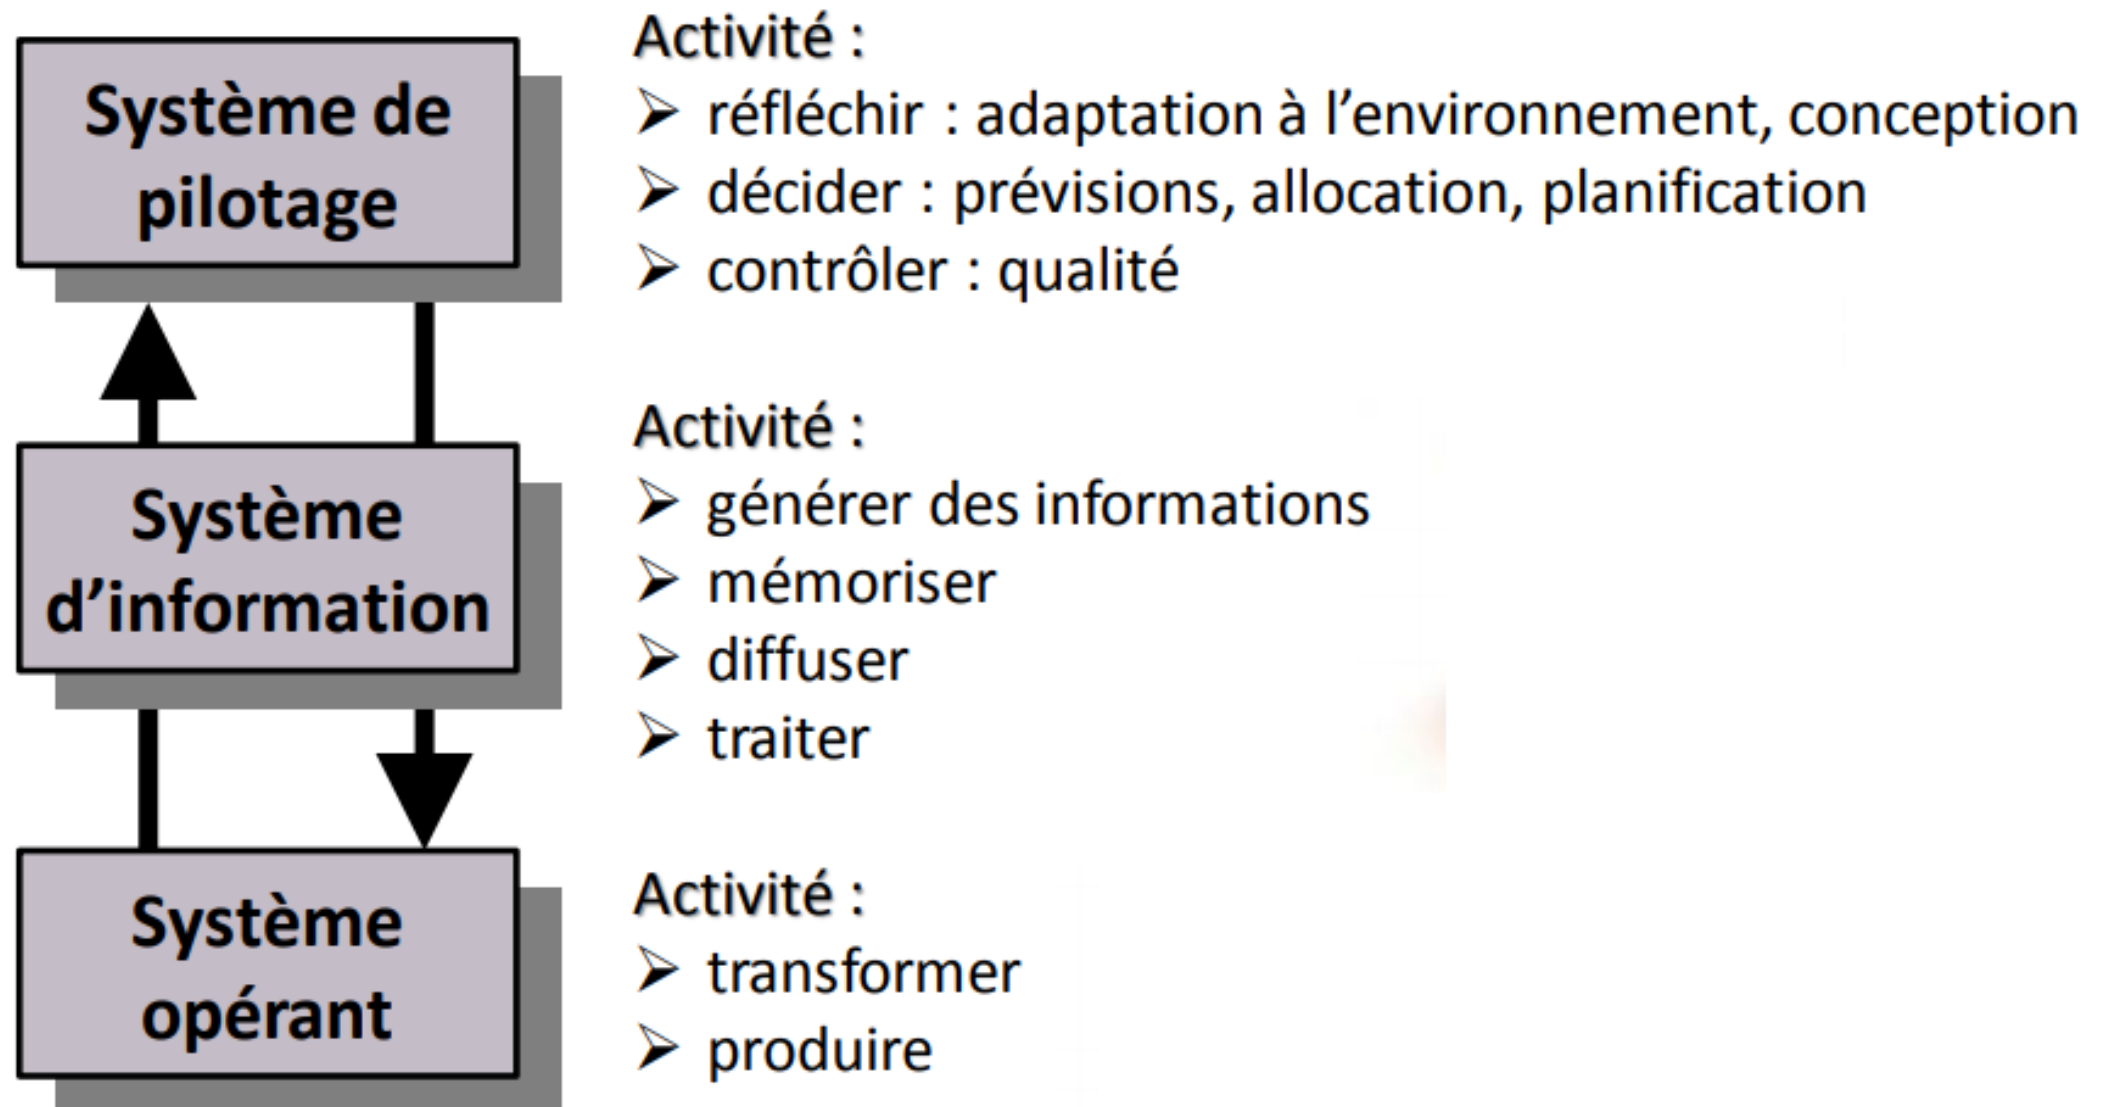 Système de
pilotage
Activité :
➢ réfléchir : adaptation à l’environnement, conception
➢ décider : prévisions, allocation, planification
➢ contrôler : qualité
Système
d’information
Activité :
➢ générer des informations
➢ mémoriser
➢ diffuser
➢ traiter
Système
opérant
Activité :
➢ transformer
➢ produire